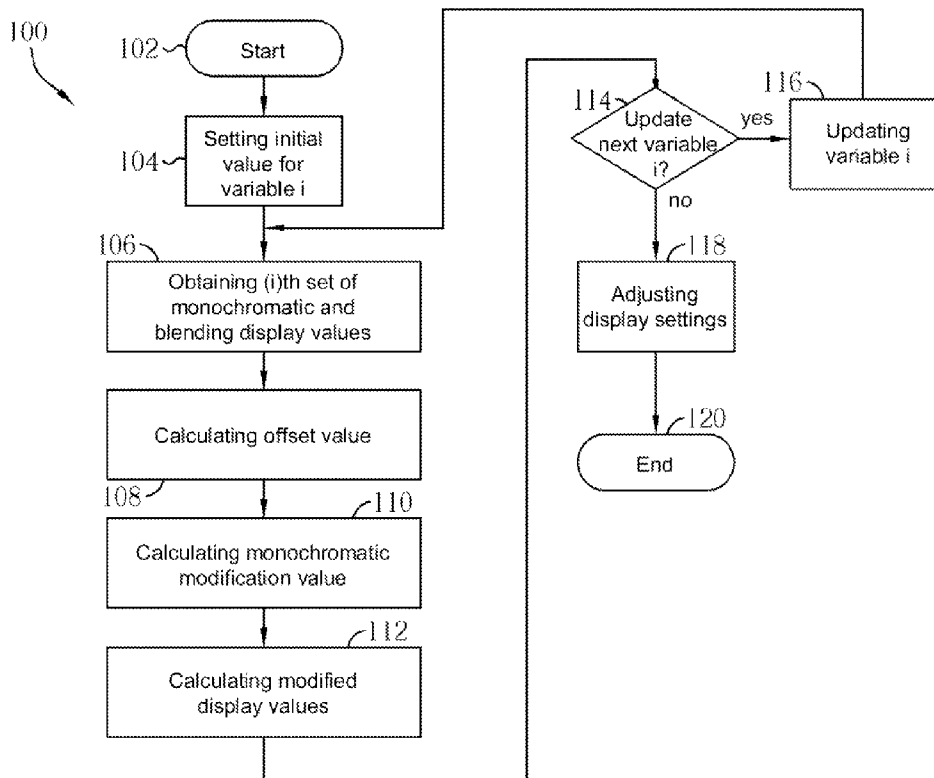 100
102
Start
104
Setting initial
value for
variable i
106
Obtaining (i)th set of
monochromatic and
blending display values
Calculating offset value
108
110
Calculating monochromatic
modification value
112
Calculating modified
display values
114
Update
next variable
i?
yes
no
116
Updating
variable i
118
Adjusting
display settings
120
End